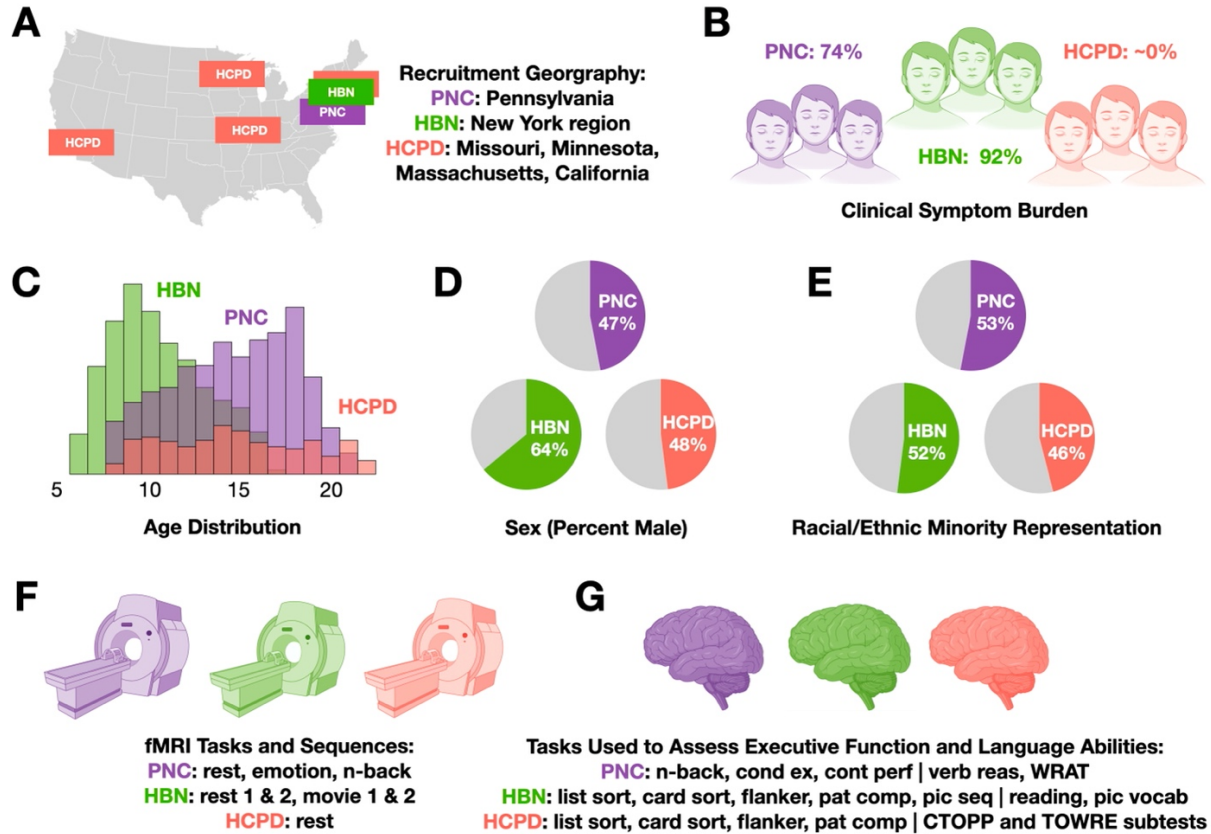 A
HCPD
HBN
PNC
HCPD
HCPD
Recruitment Georgraphy:
PNC: Pennsylvania
HBN: New York region
HCPD: Missouri, Minnesota,
Massachusetts, California
B
PNC: 74%
HCPD: ~0%
HBN: 92%
Clinical Symptom Burden
C
HBN
PNC
HCPD
5 10 15 20
Age Distribution
D
PNC
47%
HBN
64%
HCPD
48%
Sex (Percent Male)
E
PNC
53%
HBN
52%
HCPD
46%
Racial/Ethnic Minority Representation
F
fMRI Tasks and Sequences:
PNC: rest, emotion, n-back
HBN: rest 1 & 2, movie 1 & 2
HCPD: rest
G
Tasks Used to Assess Executive Function and Language Abilities:
PNC: n-back, cond ex, cont perf | verb reas, WRAT
HBN: list sort, card sort, flanker, pat comp, pic seq | reading, pic vocab
HCPD: list sort, card sort, flanker, pat comp | CTOPP and TOWRE subtests